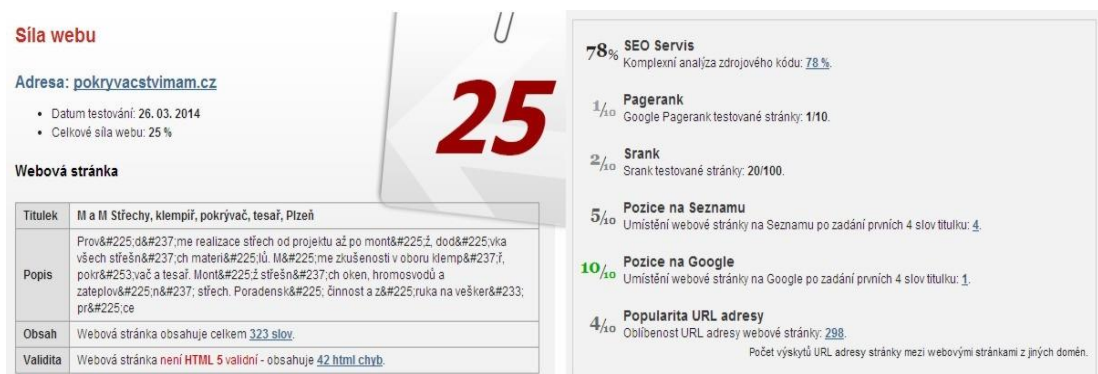 Síla webu
Adresa: pokryvacstvimam.cz
• Datum testování: 26. 03. 2014
• Celkové síla webu: 25 %
25
Webová stránka
Titulek M a M Střechy, klempíř, pokrývač, tesař, Plzeň
Popis
Prov&#225;d&#237;me realizace střech od projektu až po mont&#225;ž, dod&#225;vka
všech střešn&#237;ch materi&#225;lů. M&#225;me zkušenosti v oboru klemp&#237;ř,
pokr&#253;vač a tesař. Mont&#225;ž střešn&#237;ch oken, hromosvodů a
zateplov&#225;n&#237; střech. Poradensk&#225; činnost a z&#225;ruka na vešker&#233;
pr&#225;ce
Obsah Webová stránka obsahuje celkem 323 slov.
Validita Webová stránka není HTML 5 validní - obsahuje 42 html chyb.
78% SEO Servis
Komplexní analýza zdrojového kódu: 78 %.
1/10 Pagerank
Google Pagerank testované stránky: 1/10.
2/10 Srank
Srank testované stránky: 20/100.
5/10 Pozice na Seznamu
Umístění webové stránky na Seznamu po zadání prvních 4 slov titulku: 4.
10/10 Pozice na Google
Umístění webové stránky na Google po zadání prvních 4 slov titulku: 1.
4/10 Popularita URL adresy
Oblíbenost URL adresy webové stránky: 298.
Počet výskytů URL adresy stránky mezi webovými stránkami z jiných domén.